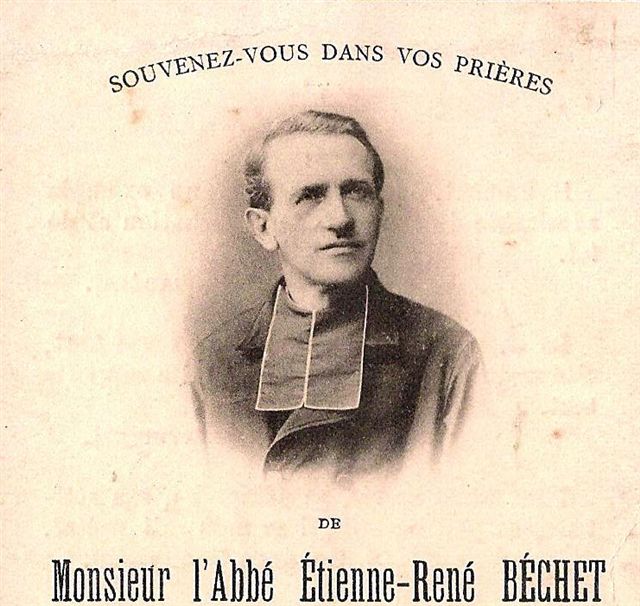 SOUVENEZ-VOUS DANS VOS PRIÈRES
DE
Monsieur l'Abbé Étienne-René BÉCHET